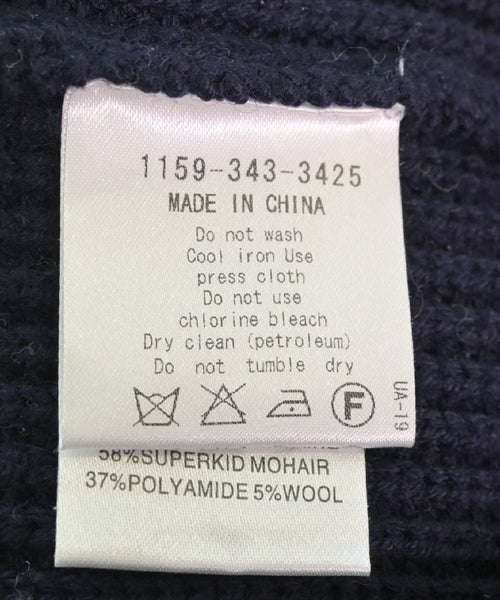 1159-343-3425
MADE IN CHINA
Do not wash
Cool iron Use
press cloth
Do not use
chlorine bleach
Dry clean (petroleum)
Do not tumble dry
F
UA-19
58%SUPERKID MOHAIR
37%POLYAMIDE 5%WOOL